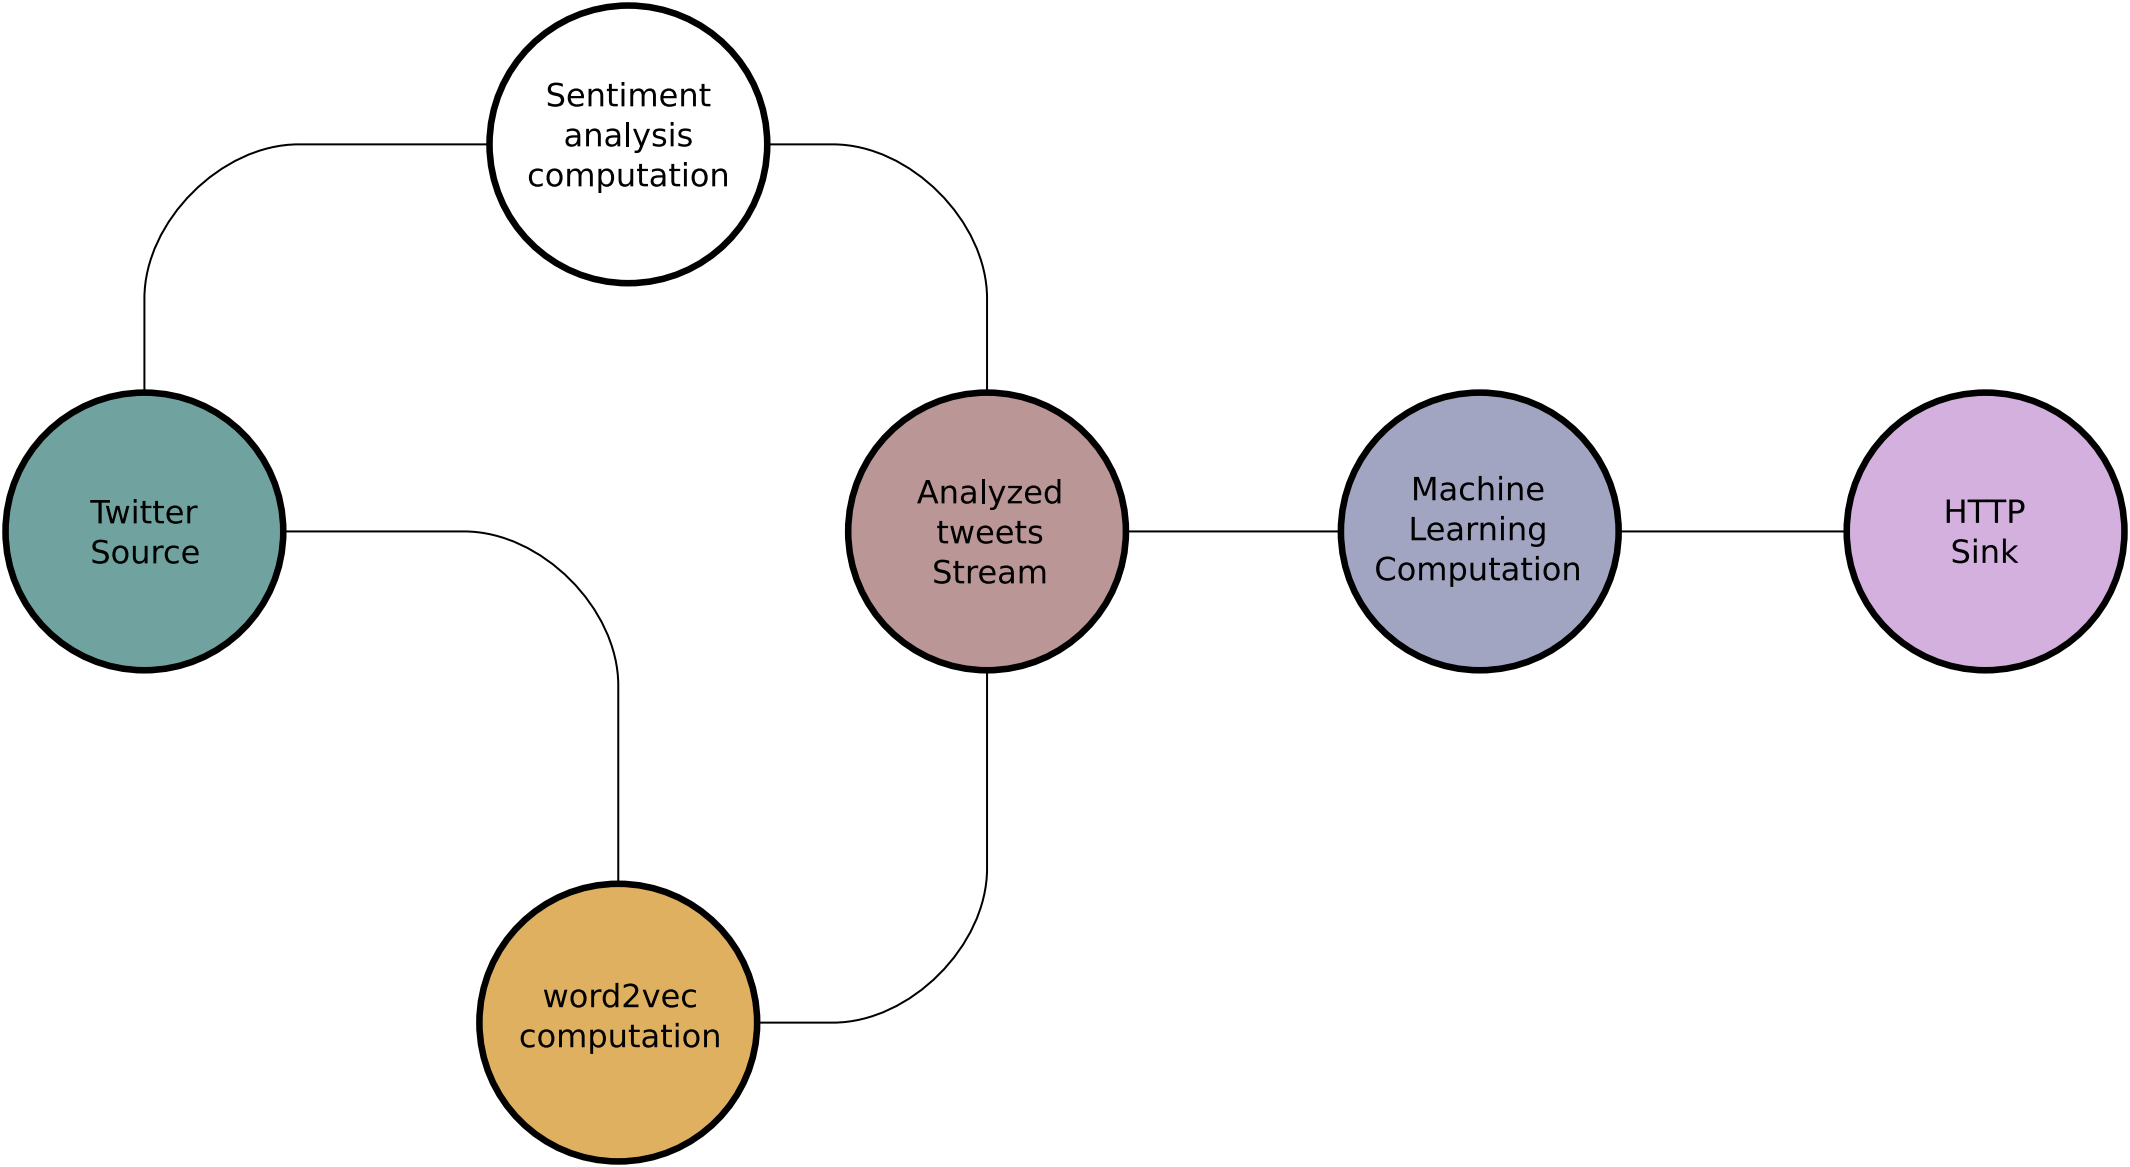 Sentiment
analysis
computation
Twitter
Source
Analyzed
tweets
Stream
Machine
Learning
Computation
HTTP
Sink
word2vec
computation